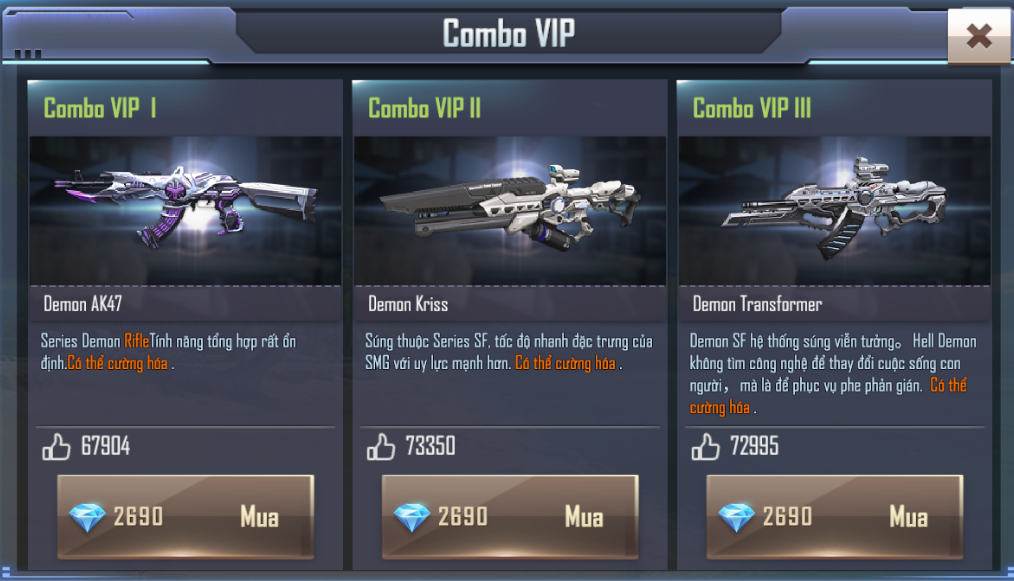 Combo VIP
Combo VIP I
Combo VIP II
Combo VIP III
Demon AK47
Demon Kriss
Demon Transformer
Series Demon RifleTính năng tổng hợp rất ổn
định.Có thể cường hóa .
Súng thuộc Series SF, tốc độ nhanh đặc trưng của
SMG với uy lực mạnh hơn. Có thể cường hóa .
Demon SF hệ thống súng viễn tưởng。 Hell Demon
không tìm công nghệ để thay đổi cuộc sống con
người， mà là để phục vụ phe phản gián. Có thể
cường hóa .
67904
73350
72995
2690 Mua
2690 Mua
2690 Mua